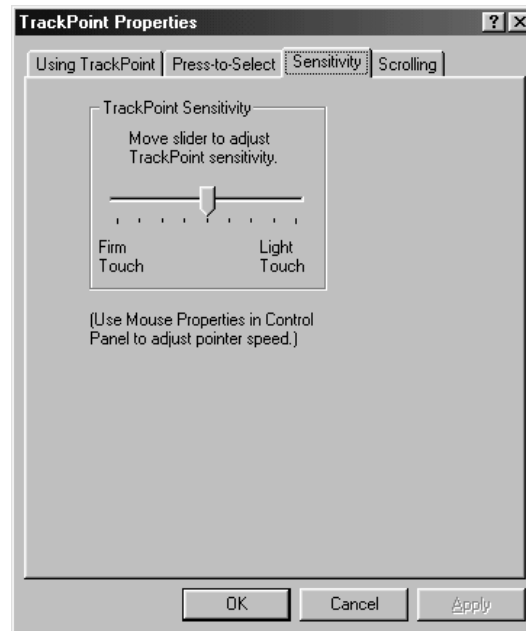 TrackPoint Properties
Using TrackPoint Press-to-Select Sensitivity Scrolling
TrackPoint Sensitivity
Move slider to adjust
TrackPoint sensitivity.
Firm Light
Touch Touch
(Use Mouse Properties in Control
Panel to adjust pointer speed.)
OK Cancel Apply